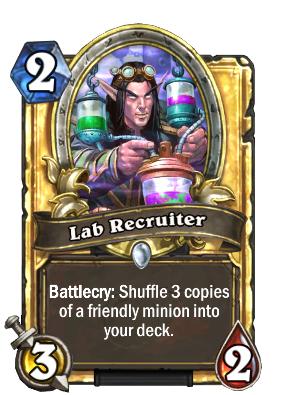 2
Lab Recruiter
Battlecry: Shuffle 3 copies
of a friendly minion into
your deck.
3
2